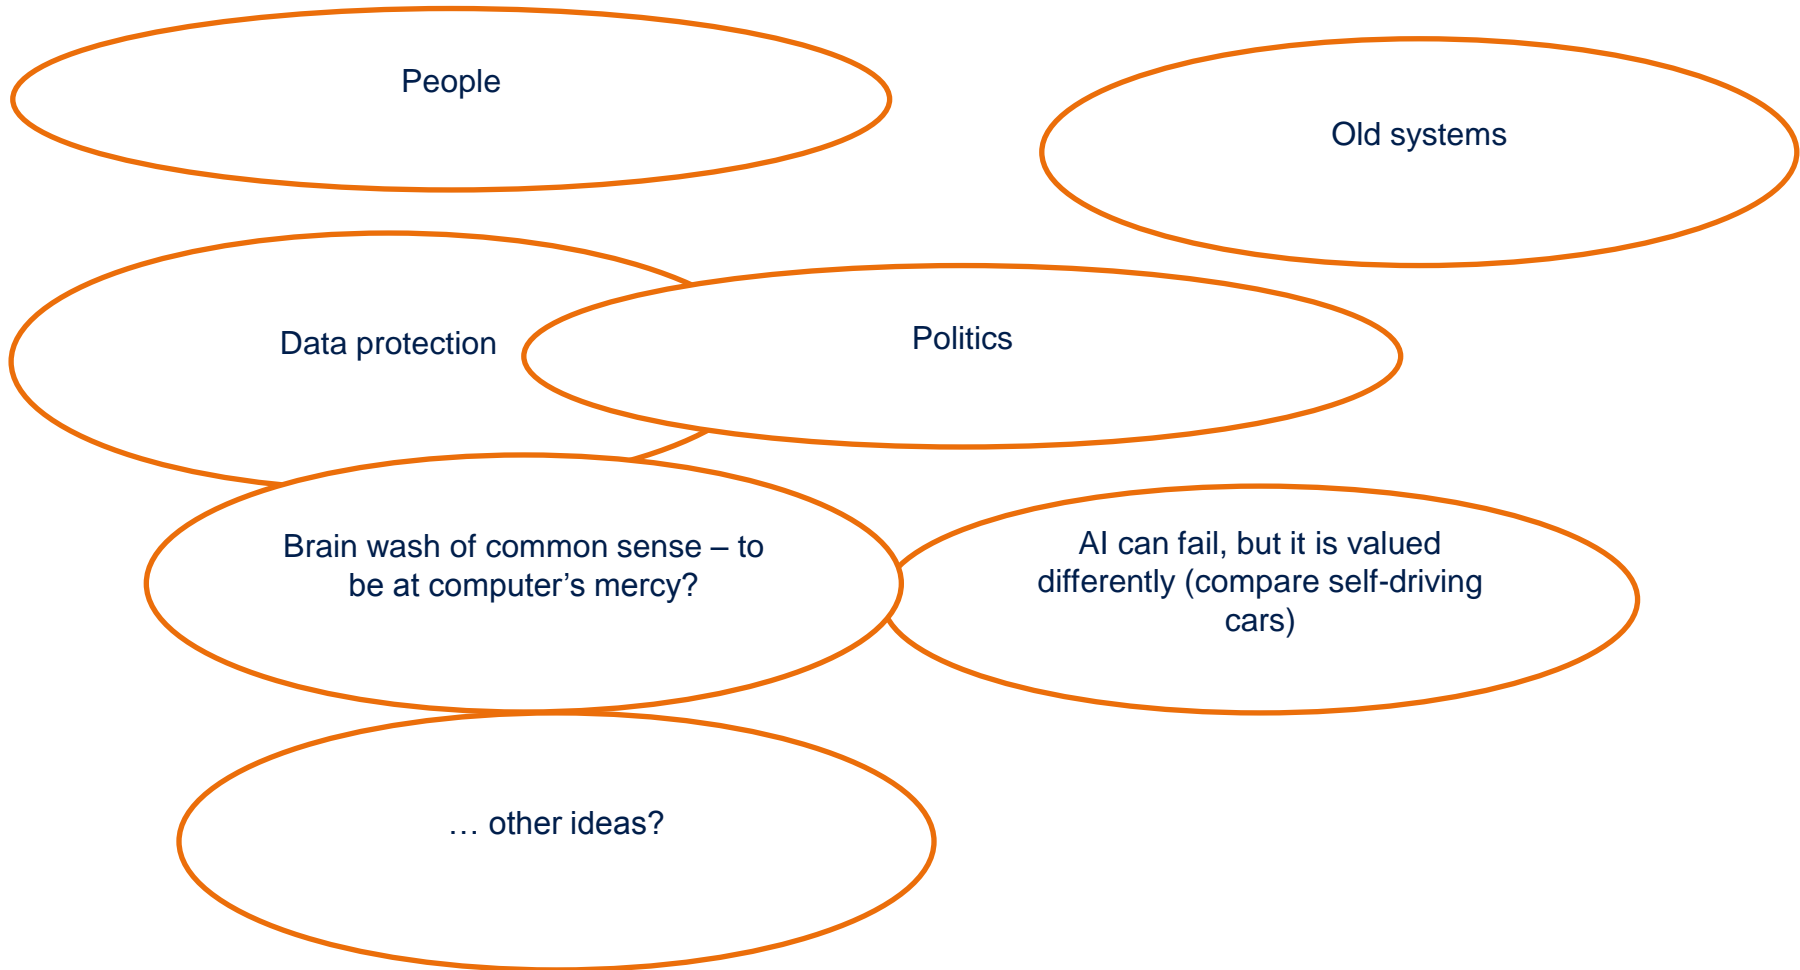 People
Old systems
Data protection
Politics
Brain wash of common sense – to
be at computer’s mercy?
AI can fail, but it is valued
differently (compare self-driving
cars)
… other ideas?